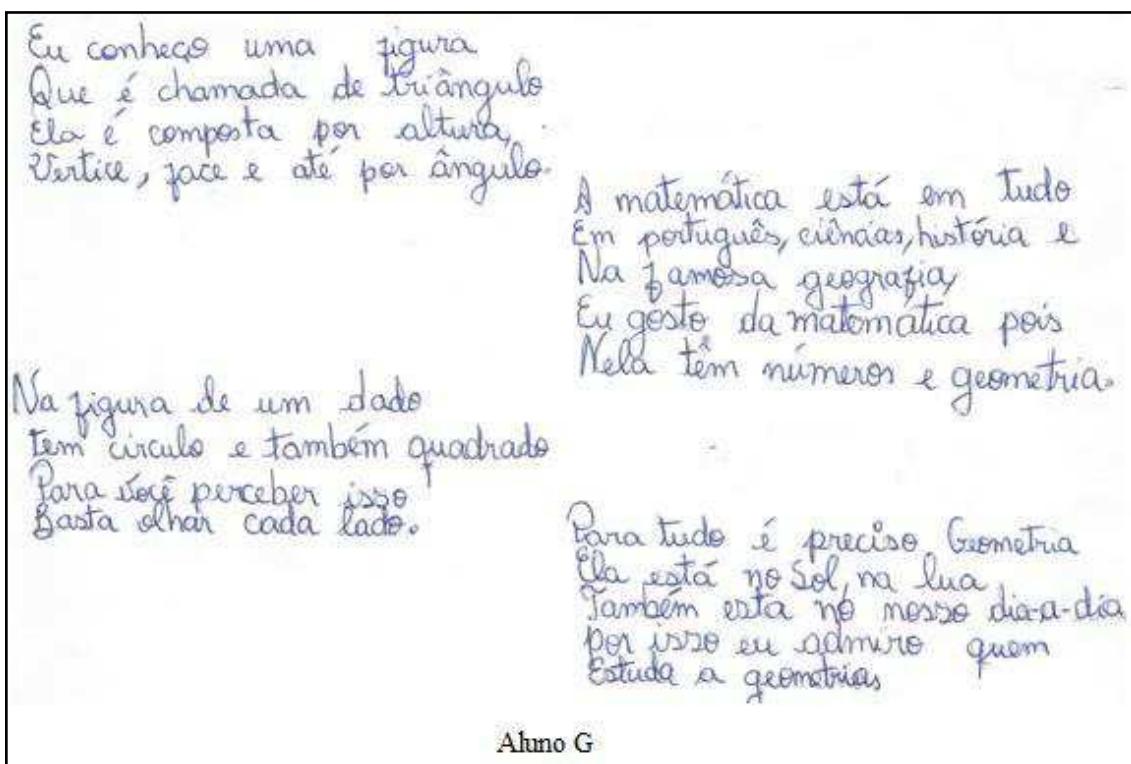 Eu conheço uma figura
Que é chamada de triângulo
Ela é composta por altura,
Vertice, face e até por ângulo.
A matemática está em tudo
Em português, ciências, história e
Na famosa geografia,
Eu gosto da matemática pois
Nela têm números e geometria.
Na figura de um dado
tem circulo e também quadrado
Para você perceber isso
Basta olhar cada lado.
Para tudo é preciso Geometria
Ela está no Sol, na lua
Também esta no nosso dia-a-dia
por isso eu admiro quem
Estuda a geometrias
Aluno G